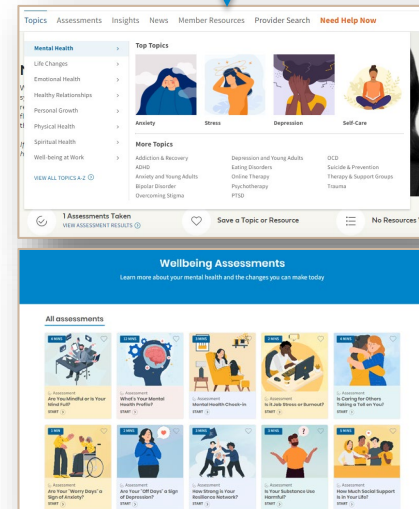 Topics Assessments Insights News Member Resources Provider Search Need Help Now
Mental Health
Life Changes
Emotional Health
Healthy Relationships
Personal Growth
Physical Health
Spiritual Health
Well-being at Work
VIEW ALL TOPICS A-Z
Top Topics
Anxiety
Stress
Depression
Self-Care
More Topics
Addiction & Recovery
ADHD
Anxiety and Young Adults
Bipolar Disorder
Overcoming Stigma
Depression and Young Adults
Eating Disorders
Online Therapy
Psychotherapy
PTSD
OCD
Suicide & Prevention
Therapy & Support Groups
Trauma
1 Assessments Taken
VIEW ASSESSMENT RESULTS
Save a Topic or Resource
No Resources
Wellbeing Assessments
Learn more about your mental health and the changes you can make today
All assessments
Assessment
Are You Mindful or Is Your Mind Full?
START
Assessment
What's Your Mental
Health Profile?
START
Assessment
Mental Health Check-in
START
Assessment
Is It Job Stress or Burnout?
START
Assessment
Is Caring for Others
Taking a Toll on You?
START
Assessment
Are Your "Worry Days" a
Sign of Anxiety?
START
Assessment
Are Your "Off Days" a Sign
of Depression?
START
Assessment
How Strong Is Your
Resilience Network?
START
Assessment
Is Your Substance Use
Harmful?
START
Assessment
How Much Social Support
Is in Your Life?
START